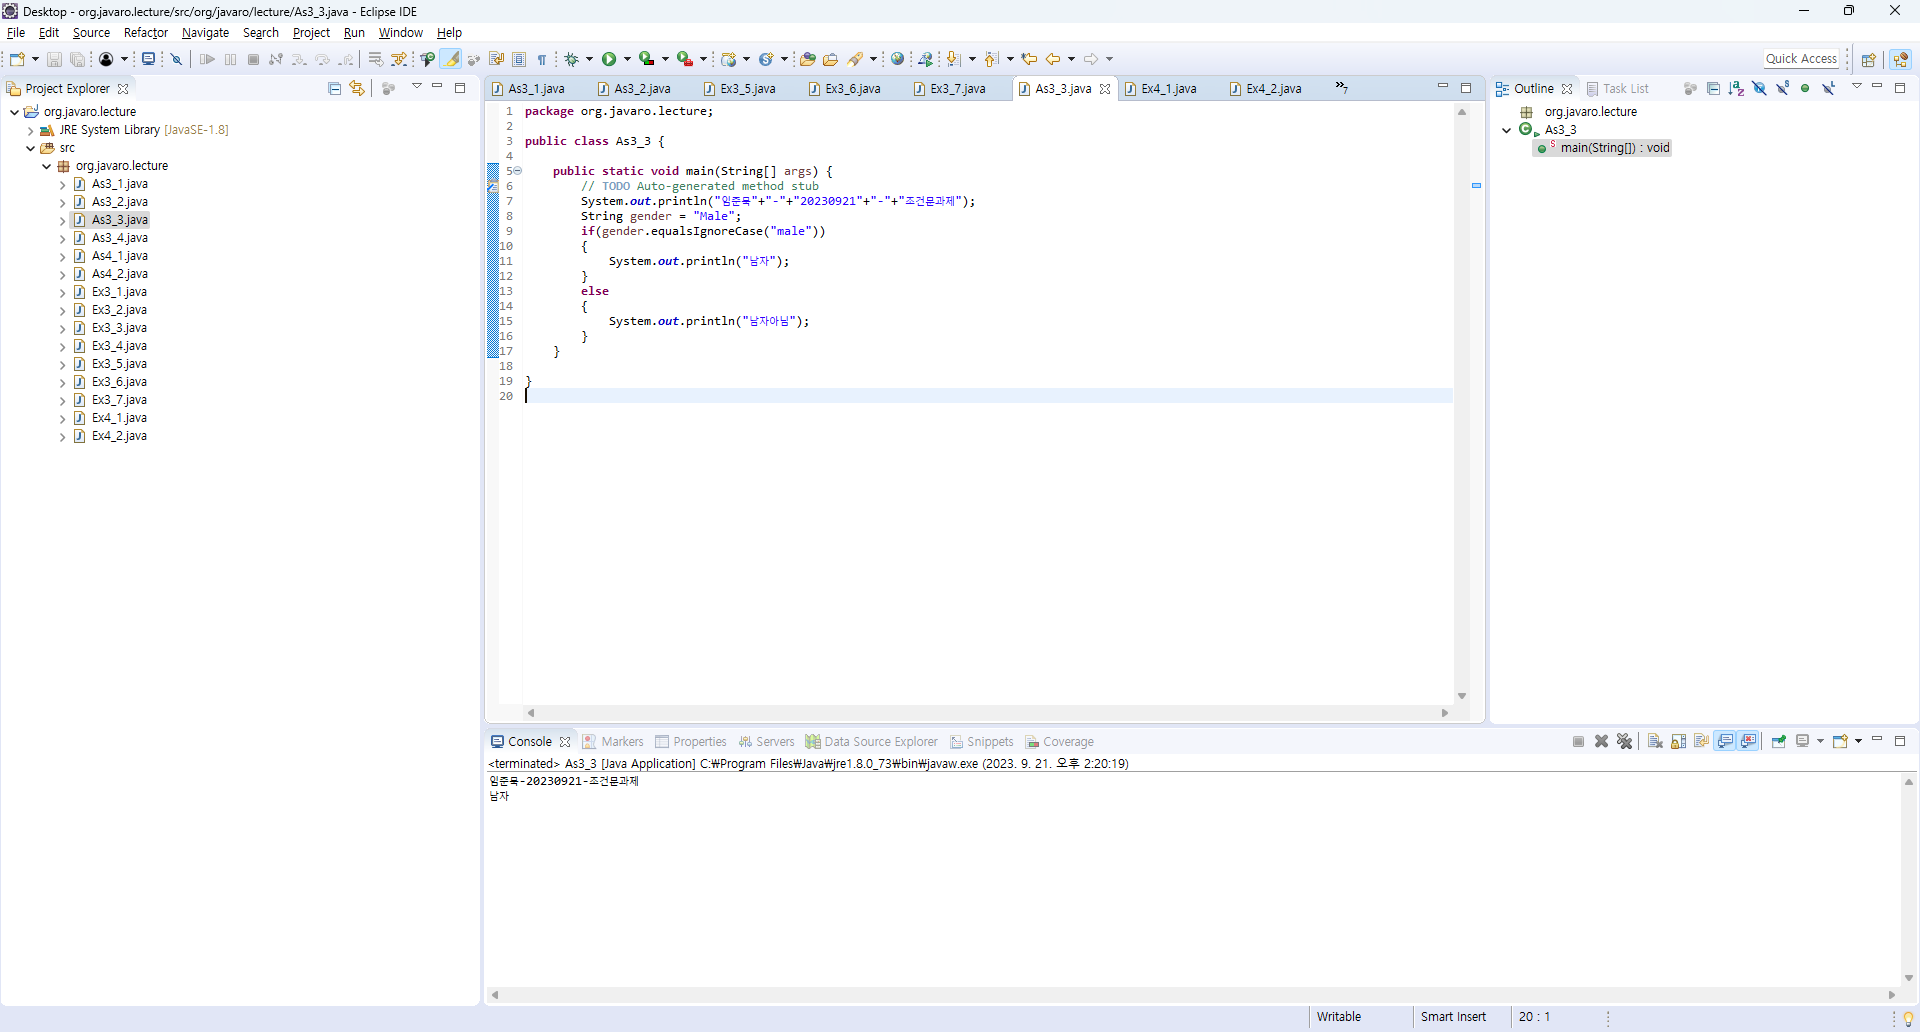 Desktop - org.javaro.lecture/src/org/javaro/lecture/As3_3.java - Eclipse IDE
File Edit Source Refactor Navigate Search Project Run Window Help
Quick Access
Project Explorer
org.javaro.lecture
JRE System Library [JavaSE-1.8]
src
org.javaro.lecture
As3_1.java
As3_2.java
As3_3.java
As3_4.java
As4_1.java
As4_2.java
Ex3_1.java
Ex3_2.java
Ex3_3.java
Ex3_4.java
Ex3_5.java
Ex3_6.java
Ex3_7.java
Ex4_1.java
Ex4_2.java
As3_1.java As3_2.java Ex3_5.java Ex3_6.java Ex3_7.java As3_3.java Ex4_1.java Ex4_2.java »7
1 package org.javaro.lecture;
2
3 public class As3_3 {
4
5 public static void main(String[] args) {
6 // TODO Auto-generated method stub
7 System.out.println("임준묵"+"-"+"20230921"+"-"+"조건문과제");
8 String gender = "Male";
9 if(gender.equalsIgnoreCase("male"))
10 {
11 System.out.println("남자");
12 }
13 else
14 {
15 System.out.println("남자아님");
16 }
17 }
18
19 }
20
Outline Task List
org.javaro.lecture
As3_3
main(String[]) : void
Console Markers Properties Servers Data Source Explorer Snippets Coverage
<terminated> As3_3 [Java Application] C:₩Program Files₩Java₩jre1.8.0_73₩bin₩javaw.exe (2023. 9. 21. 오후 2:20:19)
임준묵-20230921-조건문과제
남자
Writable Smart Insert 20 : 1